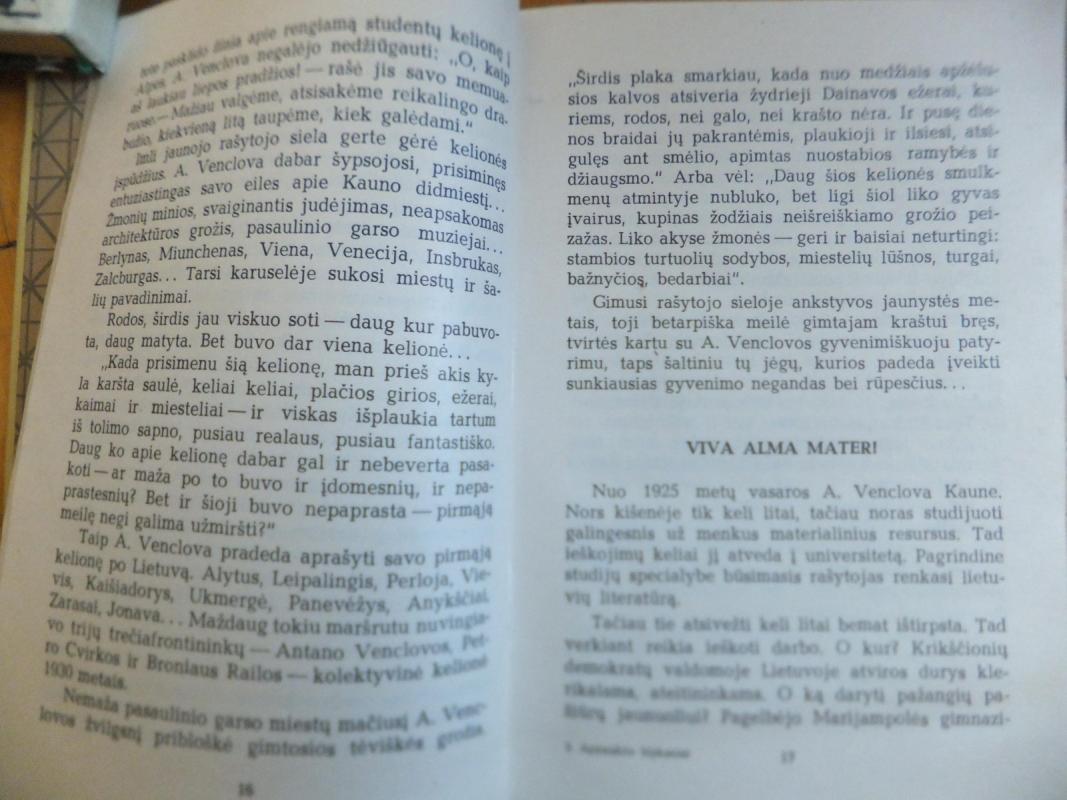 pasklido žinia apie rengiamą studentų kelionę į
Alpes. A. Venclova negalėjo nedžiūgauti: „O, kaip
aš laukiau liepos pradžios! — rašė jis savo memua-
ruose. — Mažiau valgėme, atsisakėme reikalingo dra-
bužio, kiekvieną litą taupėme, kiek galėdami.“
Imli jaunojo rašytojo siela gerte gėrė kelionės
įspūdžius. A. Venclova dabar šypsojosi, prisiminęs
entuziastingas savo eiles apie Kauno didmiestį...
Žmonių minios, svaiginantis judėjimas, neapsakomas
architektūros grožis, pasaulinio garso muziejai...
Berlynas, Miunchenas, Viena, Venecija, Insbrukas,
Zalcburgas... Tarsi karuselėje sukosi miestų ir ša-
lių pavadinimai.
Rodos, širdis jau viskuo soti — daug kur pabuvo-
ta, daug matyta. Bet buvo dar viena kelionė...
„Kada prisimenu šią kelionę, man prieš akis ky-
la karšta saulė, keliai keliai, plačios girios, ežerai,
kaimai ir miesteliai — ir viskas išplaukia tartum
iš tolimo sapno, pusiau realaus, pusiau fantastiško.
Daug ko apie kelionę dabar gal ir nebeverta pasa-
koti — ar maža po to buvo ir įdomesnių, ir nepa-
prastesnių? Bet ir šioji buvo nepaprasta — pirmąją
meilę negi galima užmiršti?“
Taip A. Venclova pradeda aprašyti savo pirmąją
kelionę po Lietuvą. Alytus, Leipalingis, Perloja, Vie-
vis, Kaišiadorys, Ukmergė, Panevėžys, Anykščiai,
Zarasai, Jonava... Maždaug tokiu maršrutu nuvingia-
vo trijų trečiafrontininkų — Antano Venclovos, Pet-
ro Cvirkos ir Broniaus Railos — kolektyvinė kelionė
1930 metais.
Nemaža pasaulinio garso miestų mačiusį A. Venc-
lovos žvilgsnį pribloškė gimtosios tėviškės grožis.
16
„Širdis plaka smarkiau, kada nuo medžiais apžėlu-
sios kalvos atsiveria žydrieji Dainavos ežerai, ku-
riems, rodos, nei galo, nei krašto nėra. Ir pusę die-
nos braidai jų pakrantėmis, plaukioji ir ilsiesi, atsi-
gulęs ant smėlio, apimtas nuostabios ramybės ir
džiaugsmo.“ Arba vėl: „Daug šios kelionės smulk-
menų atmintyje nubluko, bet ligi šiol liko gyvas
įvairus, kupinas žodžiais neišreiškiamo grožio pei-
zažas. Liko akyse žmonės — geri ir baisiai neturtingi:
stambios turtuolių sodybos, miestelių lūšnos, turgai,
bažnyčios, bedarbiai“.
Gimusi rašytojo sieloje ankstyvos jaunystės me-
tais, toji betarpiška meilė gimtajam kraštui bręs,
tvirtės kartu su A. Venclovos gyvenimiškuoju paty-
rimu, taps šaltiniu tų jėgų, kurios padeda įveikti
sunkiausias gyvenimo negandas bei rūpesčius...
VIVA ALMA MATER!
Nuo 1925 metų vasaros A. Venclova Kaune.
Nors kišenėje tik keli litai, tačiau noras studijuoti
galingesnis už menkus materialinius resursus. Tad
ieškojimų keliai jį atveda į universitetą. Pagrindine
studijų specialybe būsimasis rašytojas renkasi lietu-
vių literatūrą.
Tačiau tie atsivežti keli litai bemat ištirpsta. Tad
verkiant reikia ieškoti darbo. O kur? Krikščionių
demokratų valdomoje Lietuvoje atviros durys kle-
rikalams, ateitininkams. O ką daryti pažangių pa-
žiūrų jaunuoliui? Pagelbėjo Marijampolės gimnazi-
17